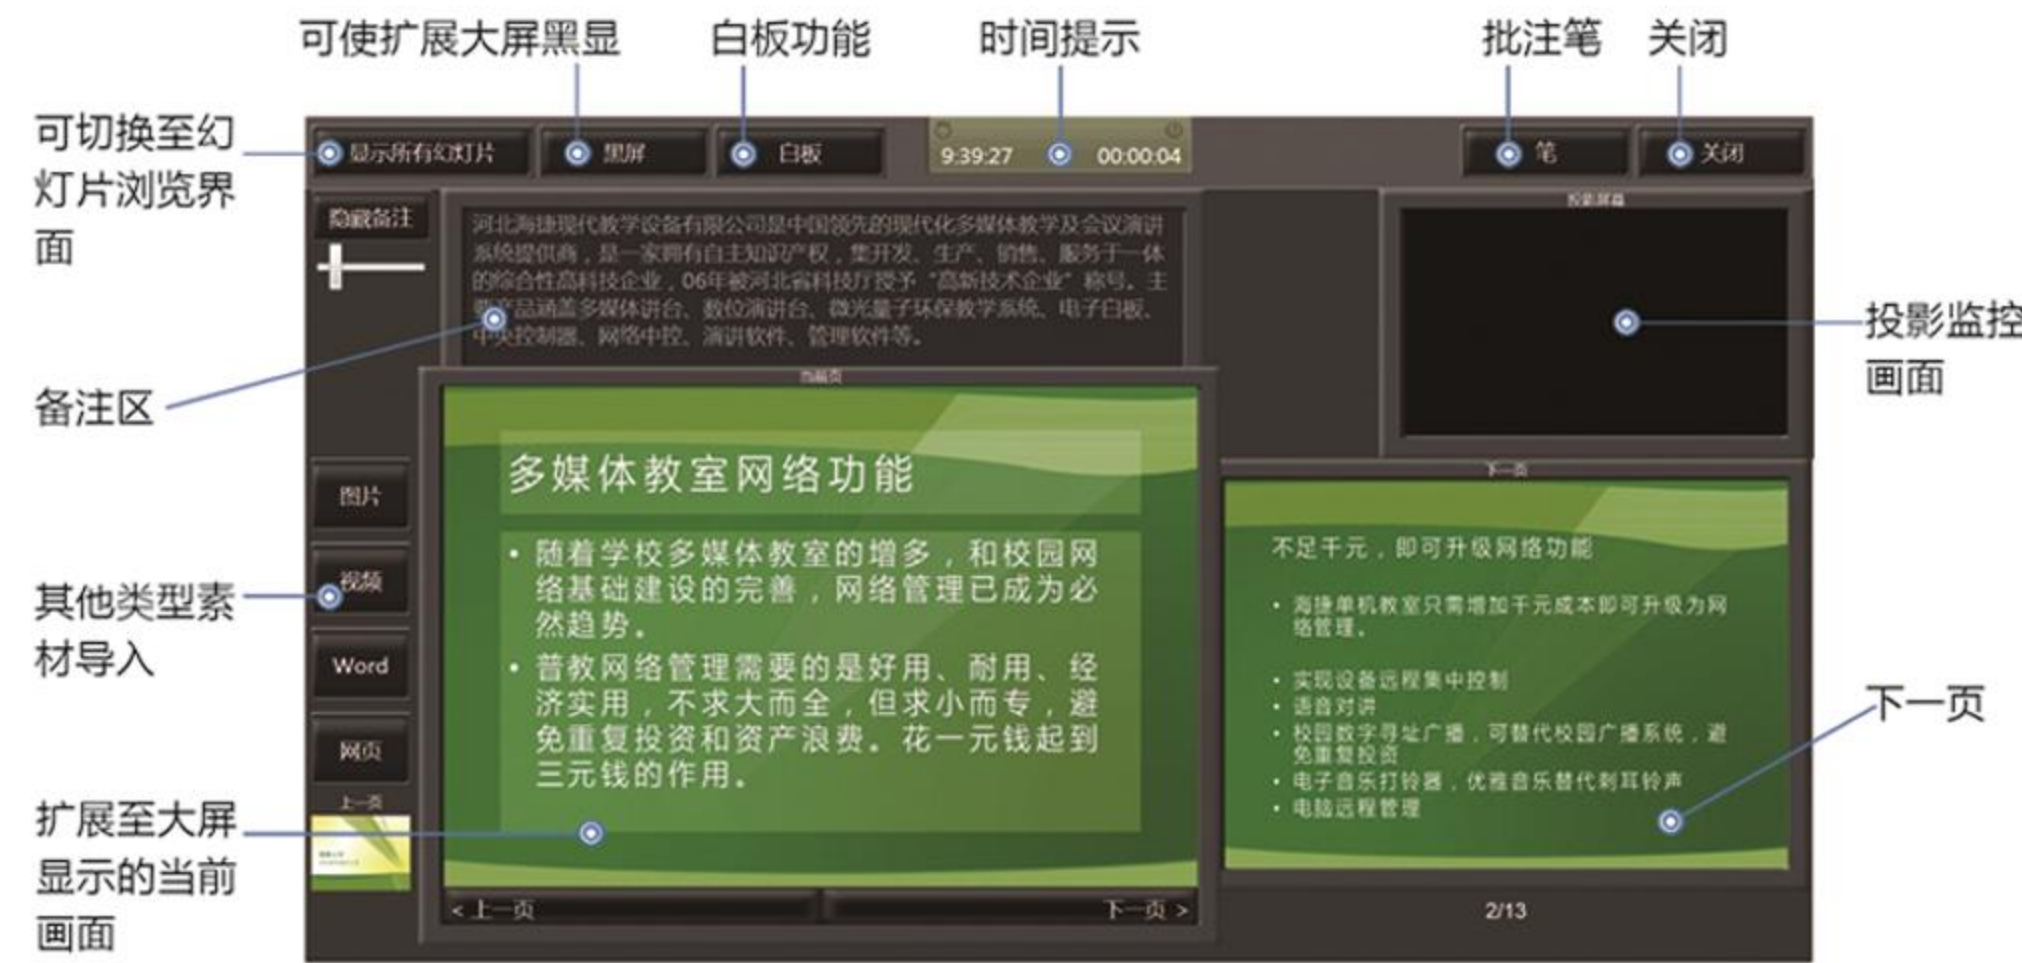 可使扩展大屏黑显
白板功能
时间提示
批注笔
关闭
可切换至幻
灯片浏览界
面
显示所有幻灯片
黑屏
白板
9:39:27
00:00:04
笔
关闭
隐藏备注
河北海捷现代教学设备有限公司是中国领先的现代化多媒体教学及会议演讲
系统提供商，是一家拥有自主知识产权，集开发、生产、销售、服务于一体
的综合性高科技企业，06年被河北省科技厅授予“高新技术企业”称号。主
要产品涵盖多媒体讲台、数位演讲台、微光量子环保教学系统、电子白板、
中央控制器、网络中控、演讲软件、管理软件等。
投影屏幕
投影监控
画面
备注区
当前页
多媒体教室网络功能
• 随着学校多媒体教室的增多，和校园网
络基础建设的完善，网络管理已成为必
然趋势。
• 普教网络管理需要的是好用、耐用、经
济实用，不求大而全，但求小而专，避
免重复投资和资产浪费。花一元钱起到
三元钱的作用。
下一页
不足千元，即可升级网络功能
• 海捷单机教室只需增加千元成本即可升级为网
络管理。
• 实现设备远程集中控制
• 语音对讲
• 校园数字寻址广播，可替代校园广播系统，避
免重复投资
• 电子音乐打铃器，优雅音乐替代刺耳铃声
• 电脑远程管理
下一页
图片
视频
Word
网页
其他类型素
材导入
上一页
扩展至大屏
显示的当前
画面
< 上一页
下一页 >
2/13